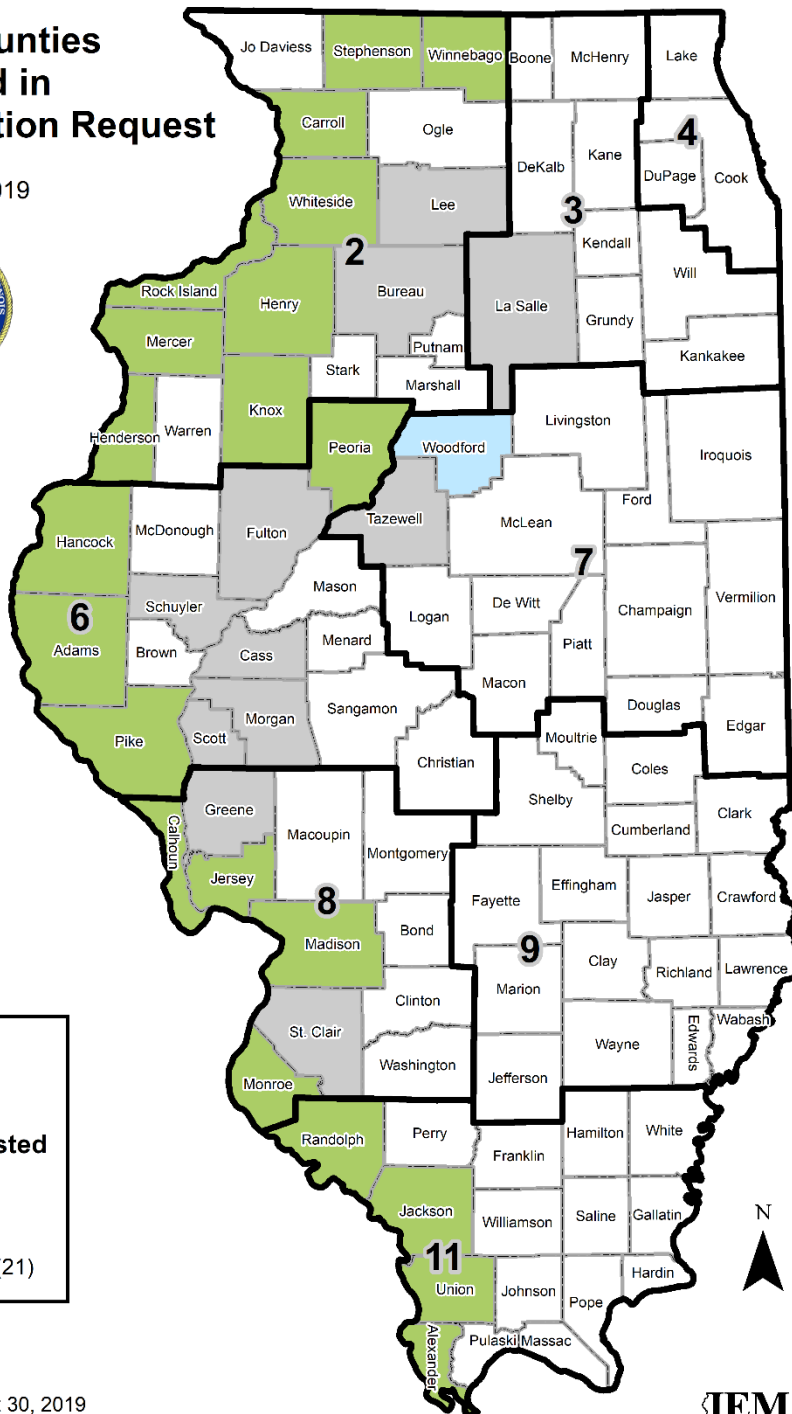 unties
d in
tion Request
019
Jo Daviess
Stephenson
Winnebago
Boone
McHenry
Lake
Carroll
Ogle
DeKalb
Kane
4
DuPage
Cook
Whiteside
Lee
3
2
Kendall
Will
Rock Island
Henry
Bureau
La Salle
Grundy
Mercer
Putnam
Kankakee
Stark
Marshall
Knox
Henderson
Warren
Peoria
Woodford
Livingston
Iroquois
Ford
Hancock
McDonough
Fulton
Tazewell
McLean
7
Mason
Schuyler
6
Adams
Brown
Cass
Menard
Logan
De Witt
Piatt
Champaign
Vermilion
Macon
Pike
Scott
Morgan
Sangamon
Christian
Moultrie
Douglas
Edgar
Coles
Shelby
Greene
Calhoun
Jersey
Macoupin
Montgomery
Cumberland
Clark
8
Fayette
Effingham
Jasper
Crawford
Madison
Bond
9
Clay
Richland
Lawrence
Marion
Clinton
St. Clair
Washington
Wayne
Edwards
Wabash
Jefferson
Monroe
Randolph
Perry
Franklin
Hamilton
White
sted
Jackson
Williamson
Saline
Gallatin
N
11
Union
Johnson
Pope
Hardin
21)
Alexander
Pulaski
Massac
30, 2019
IEM